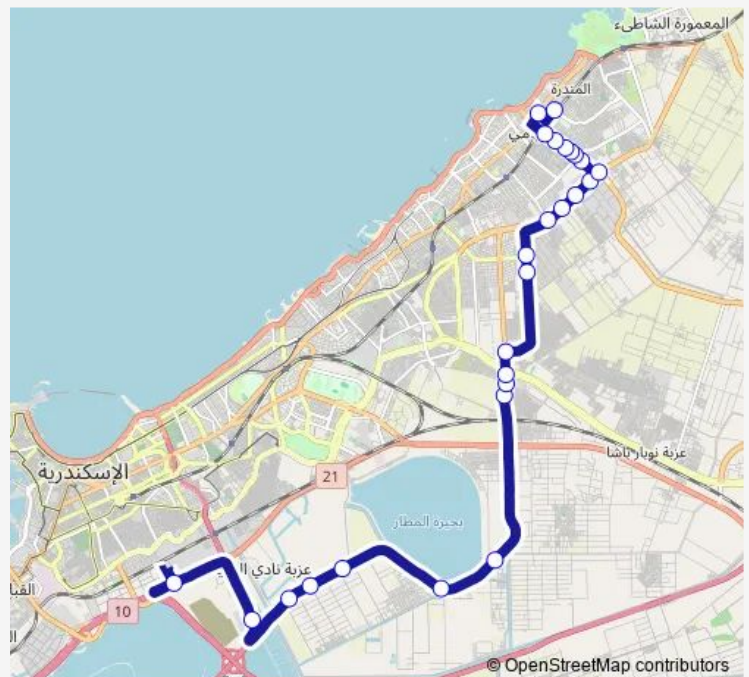 المعمورة الشاطىء
المندرة
عزبة نوبار باشا
الإسكندرية
21
بحيرة المطار
عزبة نادي
10
© OpenStreetMap contributors